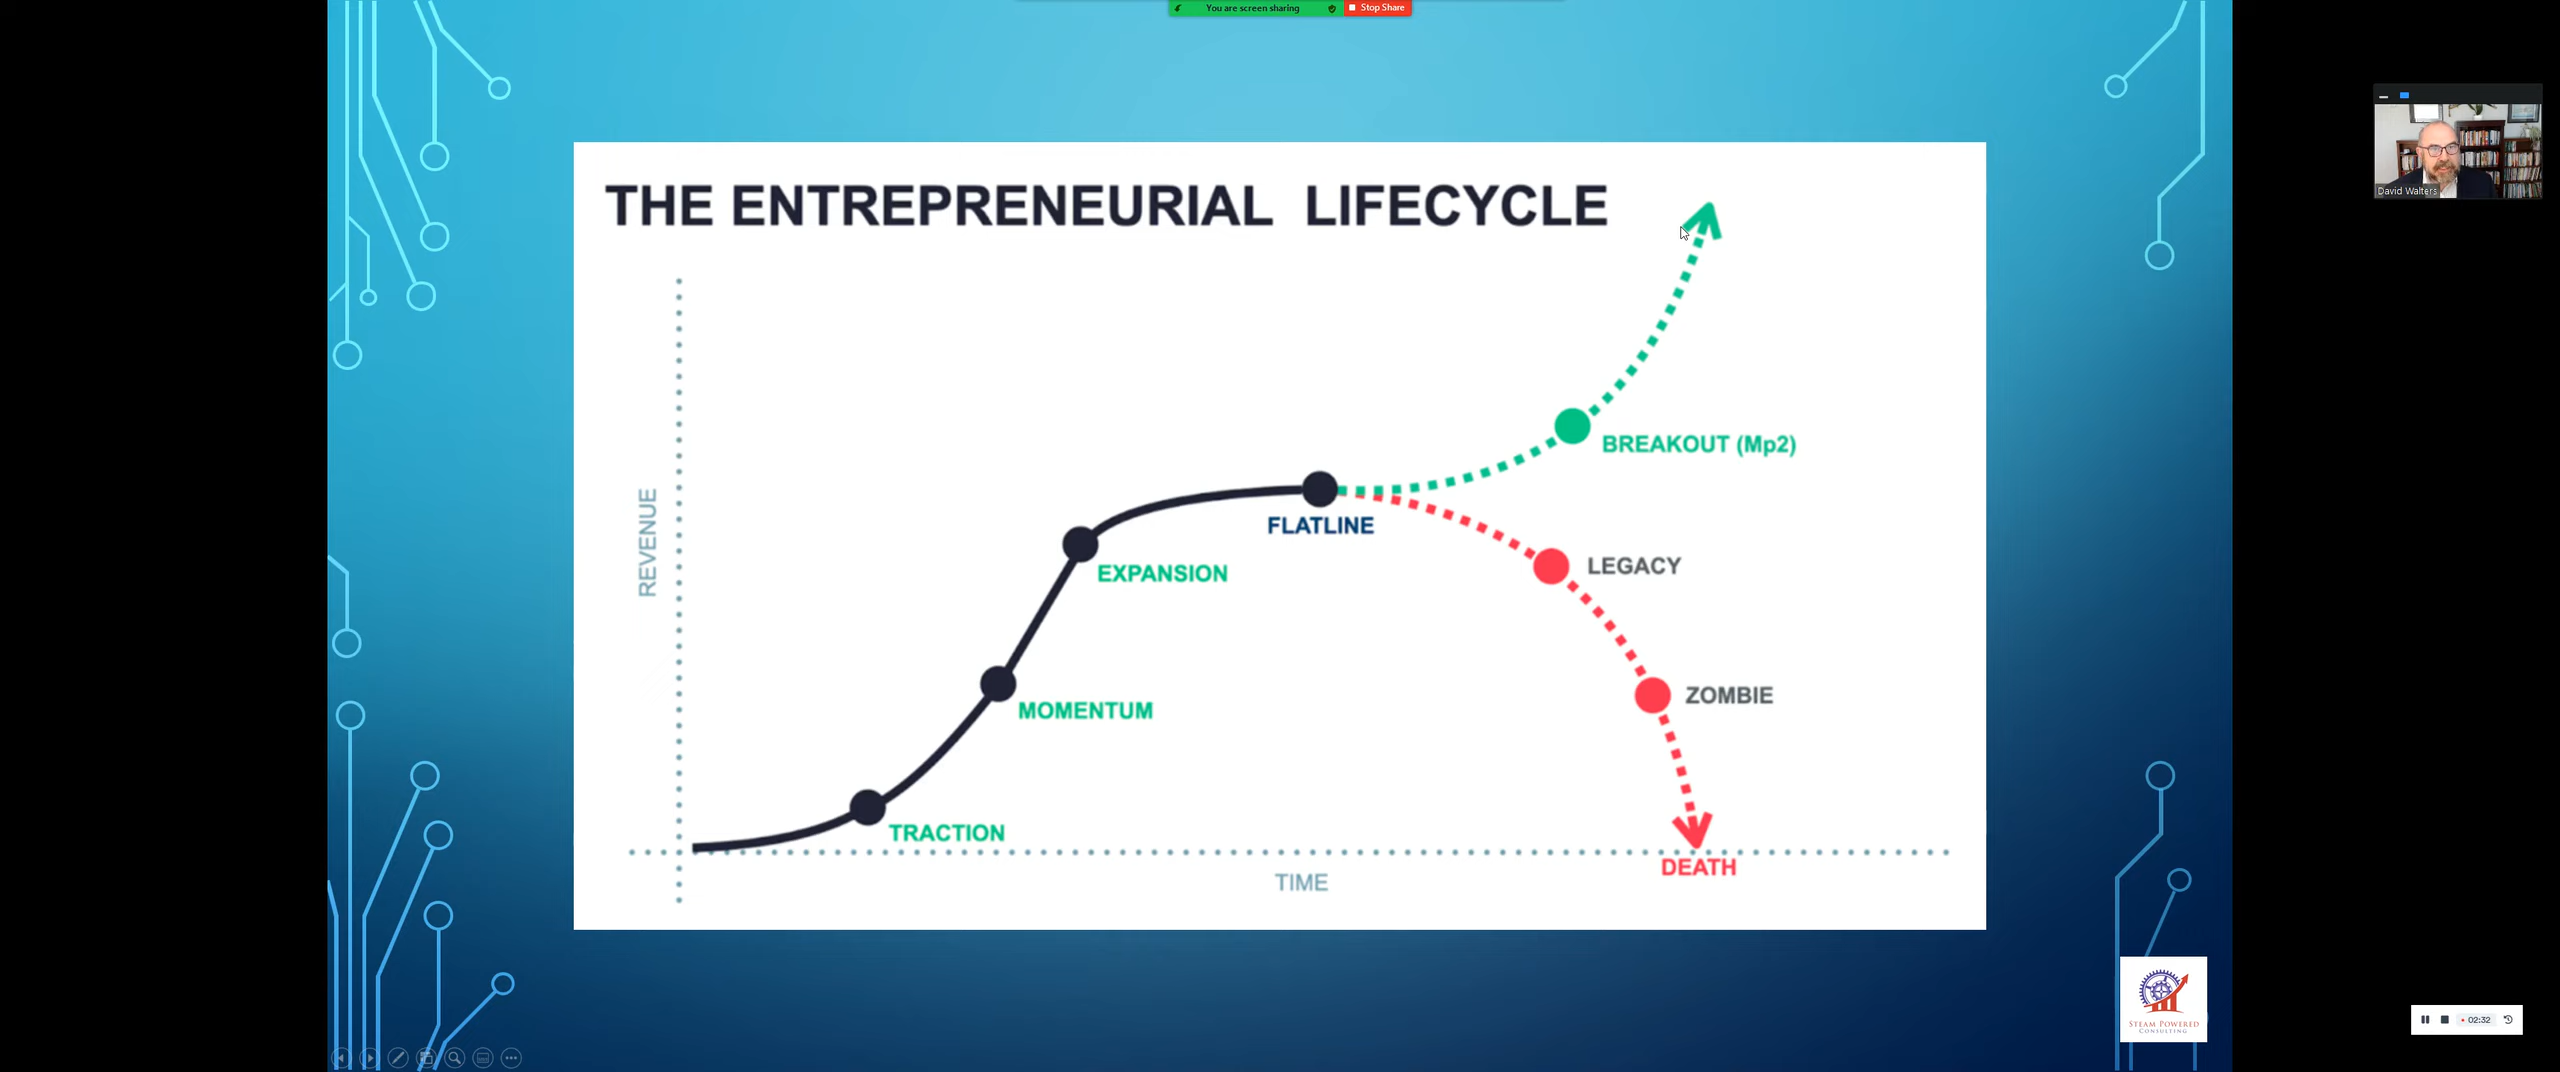 You are screen sharing
Stop Share
THE ENTREPRENEURIAL LIFECYCLE
David Walters
REVENUE
BREAKOUT (Mp2)
FLATLINE
LEGACY
EXPANSION
ZOMBIE
MOMENTUM
TRACTION
DEATH
TIME
STEAM POWERED
CONSULTING
02:32